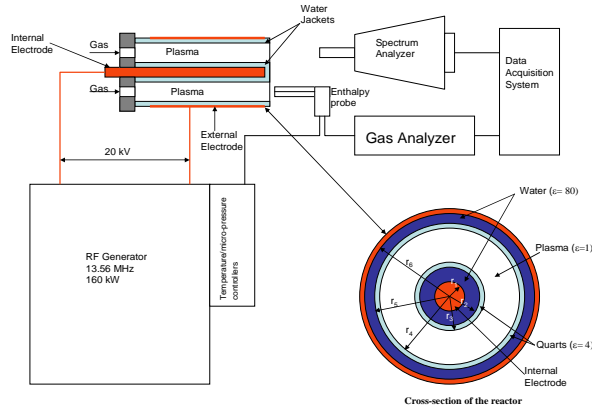 Water
Jackets
Internal
Electrode
Gas
Plasma
Gas
Plasma
Spectrum
Analyzer
Data
Acquisition
System
Enthalpy
probe
External
Electrode
Gas Analyzer
20 kV
RF Generator
13.56 MHz
160 kW
Temperature/micro-pressure
controllers
Water (ε= 80)
Plasma (ε=1)
r6
r1
r5
r2
r3
r4
Quarts (ε= 4)
Internal
Electrode
Cross-section of the reactor